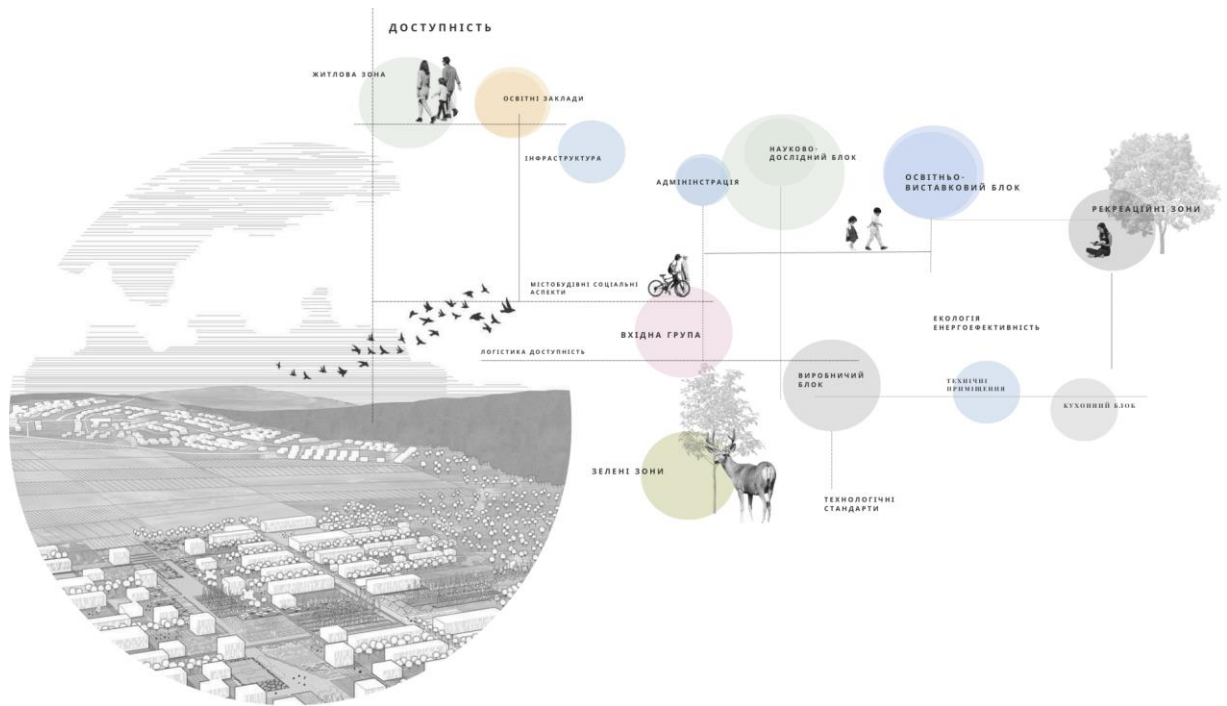 ДОСТУПНІСТЬ
ЖИТЛОВА ЗОНА
ОСВІТНІ ЗАКЛАДИ
ІНФРАСТРУКТУРА
АДМІНІНСТРАЦІЯ
НАУКОВО-
ДОСЛІДНИЙ БЛОК
ОСВІТНЬО-
ВИСТАВКОВИЙ БЛОК
РЕКРЕАЦІЙНІ ЗОНИ
МІСТОБУДІВНІ СОЦІАЛЬНІ
АСПЕКТИ
ВХІДНА ГРУПА
ЕКОЛОГІЯ
ЕНЕРГОЕФЕКТИВНІСТЬ
ЛОГІСТИКА ДОСТУПНІСТЬ
ВИРОБНИЧИЙ
БЛОК
ТЕХНІЧНІ
ПРИМІЩЕННЯ
КУХОННИЙ БЛОК
ЗЕЛЕНІ ЗОНИ
ТЕХНОЛОГІЧНІ
СТАНДАРТИ